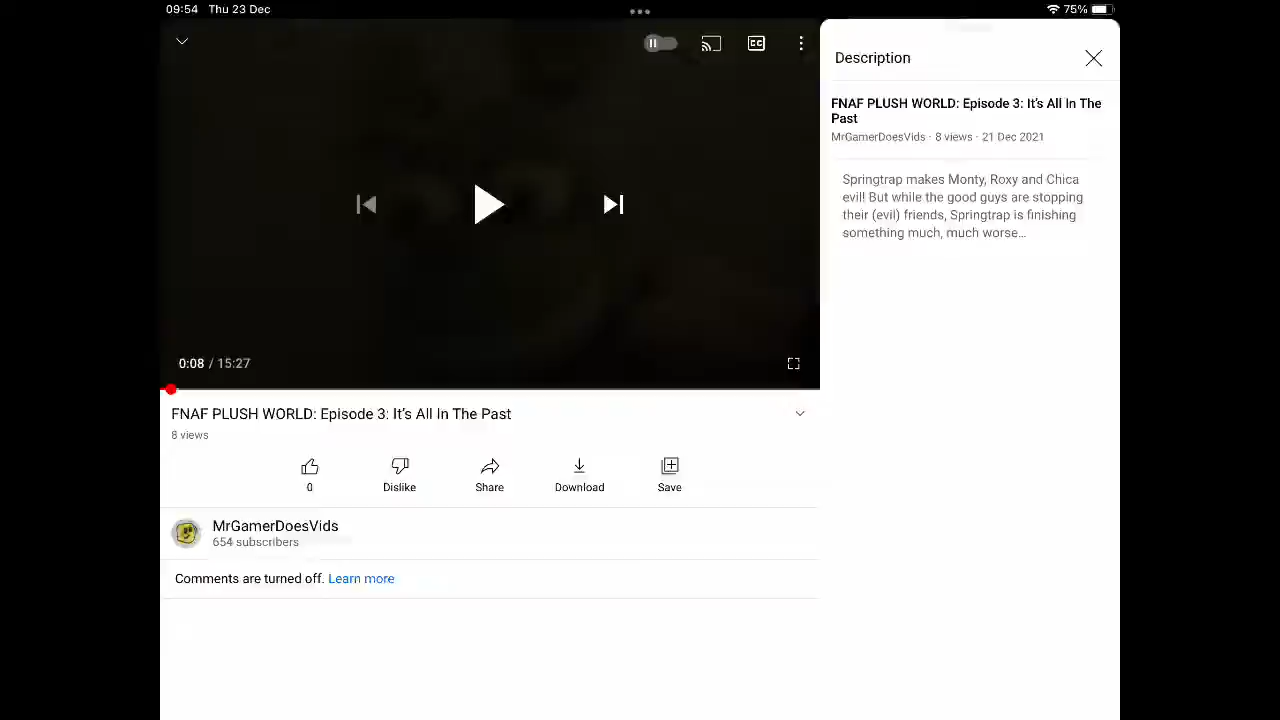 09:54 Thu 23 Dec
75%
CC
0:08 / 15:27
FNAF PLUSH WORLD: Episode 3: It’s All In The Past
8 views
0
Dislike
Share
Download
Save
MrGamerDoesVids
654 subscribers
Comments are turned off. Learn more
Description
FNAF PLUSH WORLD: Episode 3: It’s All In The
Past
MrGamerDoesVids · 8 views · 21 Dec 2021
Springtrap makes Monty, Roxy and Chica
evil! But while the good guys are stopping
their (evil) friends, Springtrap is finishing
something much, much worse...